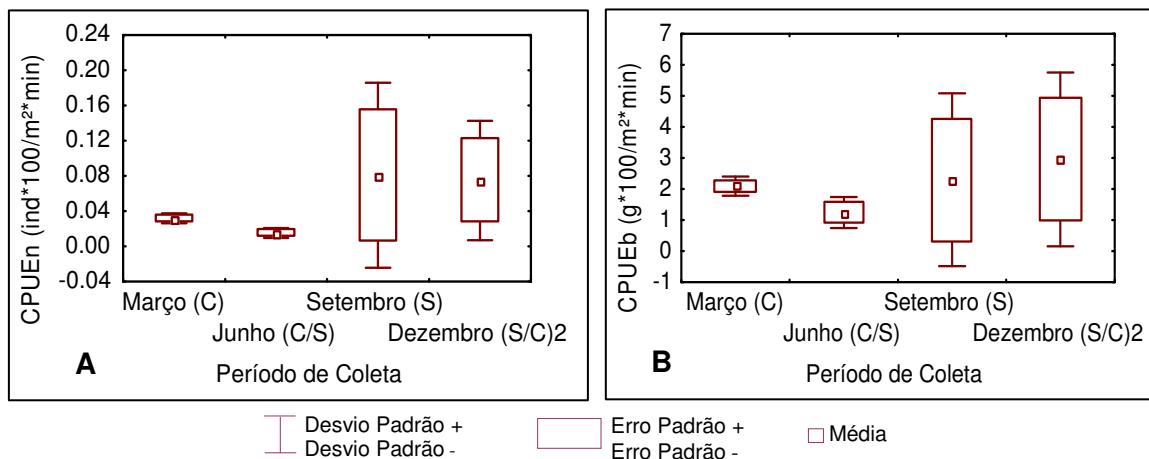 CPUEn (ind*100/m²*min)
0.24
0.20
0.16
0.12
0.08
0.04
0.00
-0.04
Março (C)
Setembro (S)
Junho (C/S)
Dezembro (S/C)2
A
Período de Coleta
CPUEb (g*100/m²*min)
7
6
5
4
3
2
1
0
-1
Março (C)
Setembro (S)
Junho (C/S)
Dezembro (S/C)2
B
Período de Coleta
Desvio Padrão +
Desvio Padrão -
Erro Padrão +
Erro Padrão -
Média